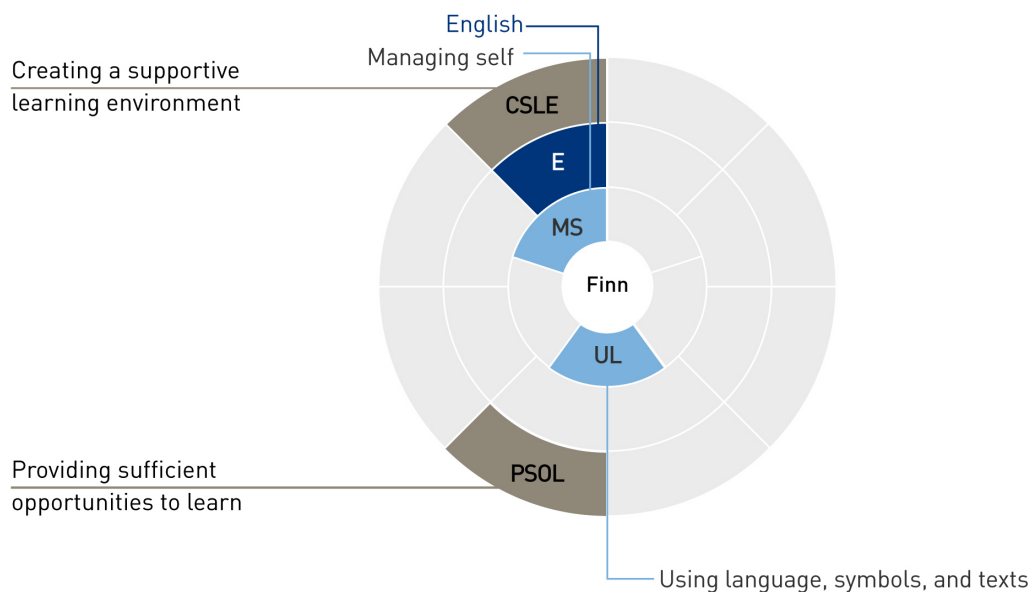 English
Managing self
Creating a supportive
learning environment
CSLE
E
MS
Finn
UL
Providing sufficient
opportunities to learn
PSOL
Using language, symbols, and texts